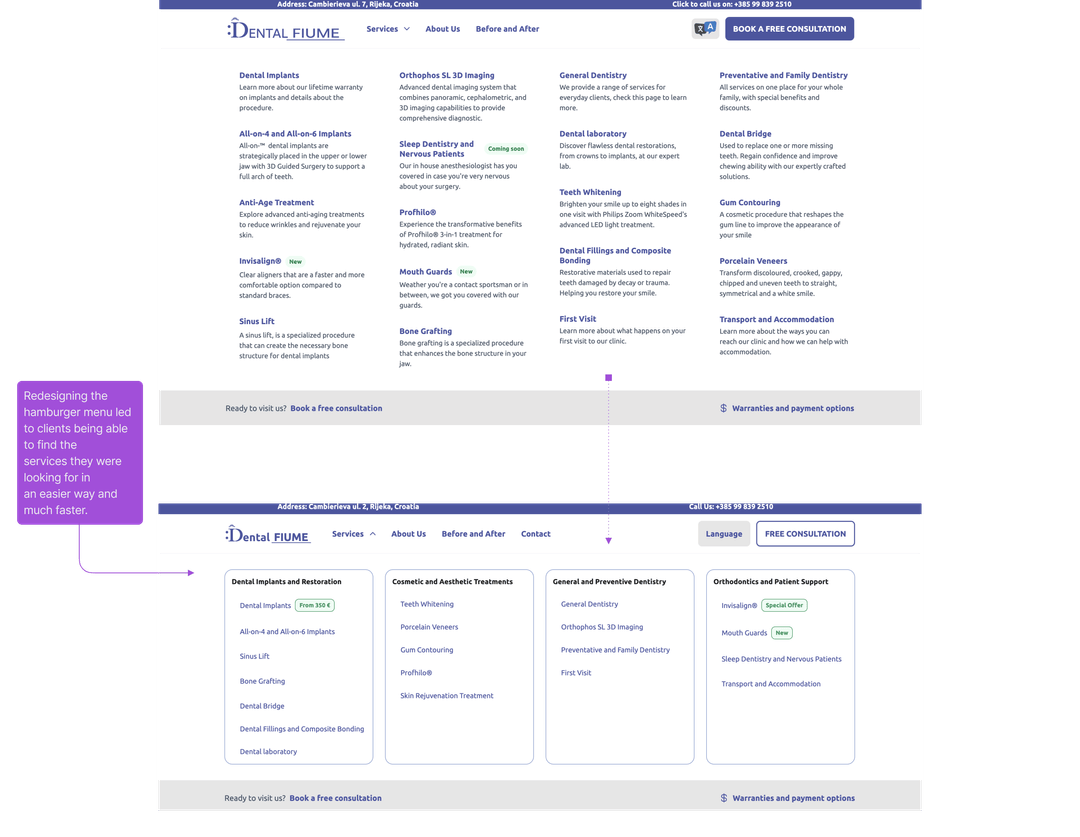 Address: Cambierieva ul. 7, Rijeka, Croatia
Click to call us on: +385 99 839 2510
:DENTAL FIUME
Services
About Us
Before and After
A
BOOK A FREE CONSULTATION
Dental Implants
Learn more about our lifetime warranty
on implants and details about the
procedure.
All-on-4 and All-on-6 Implants
All-on-™ dental implants are
strategically placed in the upper or lower
jaw with 3D Guided Surgery to support a
full arch of teeth.
Anti-Age Treatment
Explore advanced anti-aging treatments
to reduce wrinkles and rejuvenate your
skin.
Invisalign® New
Clear aligners that are a faster and more
comfortable option compared to
standard braces.
Sinus Lift
A sinus lift, is a specialized procedure
that can create the necessary bone
structure for dental implants
Orthophos SL 3D Imaging
Advanced dental imaging system that
combines panoramic, cephalometric, and
3D imaging capabilities to provide
comprehensive diagnostic.
Sleep Dentistry and
Nervous Patients
Coming soon
Our in house anesthesiologist has you
covered in case you're very nervous
about your surgery.
Profhilo®
Experience the transformative benefits
of Profhilo® 3-in-1 treatment for
hydrated, radiant skin.
Mouth Guards New
Weather you're a contact sportsman or in
between, we got you covered with our
guards.
Bone Grafting
Bone grafting is a specialized procedure
that enhances the bone structure in your
jaw.
General Dentistry
We provide a range of services for
everyday clients, check this page to learn
more.
Dental laboratory
Discover flawless dental restorations,
from crowns to implants, at our expert
lab.
Teeth Whitening
Brighten your smile up to eight shades in
one visit with Philips Zoom WhiteSpeed's
advanced LED light treatment.
Dental Fillings and Composite
Bonding
Restorative materials used to repair
teeth damaged by decay or trauma.
Helping you restore your smile.
First Visit
Learn more about what happens on your
first visit to our clinic.
Preventative and Family Dentistry
All services on one place for your whole
family, with special benefits and
discounts.
Dental Bridge
Used to replace one or more missing
teeth. Regain confidence and improve
chewing ability with our expertly crafted
solutions.
Gum Contouring
A cosmetic procedure that reshapes the
gum line to improve the appearance of
your smile
Porcelain Veneers
Transform discoloured, crooked, gappy,
chipped and uneven teeth to straight,
symmetrical and a white smile.
Transport and Accommodation
Learn more about the ways you can
reach our clinic and how we can help with
accommodation.
Ready to visit us? Book a free consultation
$ Warranties and payment options
Redesigning the
hamburger menu led
to clients being able
to find the
services they were
looking for in
an easier way and
much faster.
Address: Cambierieva ul. 2, Rijeka, Croatia
Call Us: +385 99 839 2510
:Dental FIUME
Services
About Us
Before and After
Contact
Language
FREE CONSULTATION
Dental Implants and Restoration
Dental Implants From 350 €
All-on-4 and All-on-6 Implants
Sinus Lift
Bone Grafting
Dental Bridge
Dental Fillings and Composite Bonding
Dental laboratory
Cosmetic and Aesthetic Treatments
Teeth Whitening
Porcelain Veneers
Gum Contouring
Profhilo®
Skin Rejuvenation Treatment
General and Preventive Dentistry
General Dentistry
Orthophos SL 3D Imaging
Preventative and Family Dentistry
First Visit
Orthodontics and Patient Support
Invisalign® Special Offer
Mouth Guards New
Sleep Dentistry and Nervous Patients
Transport and Accommodation
Ready to visit us? Book a free consultation
$ Warranties and payment options